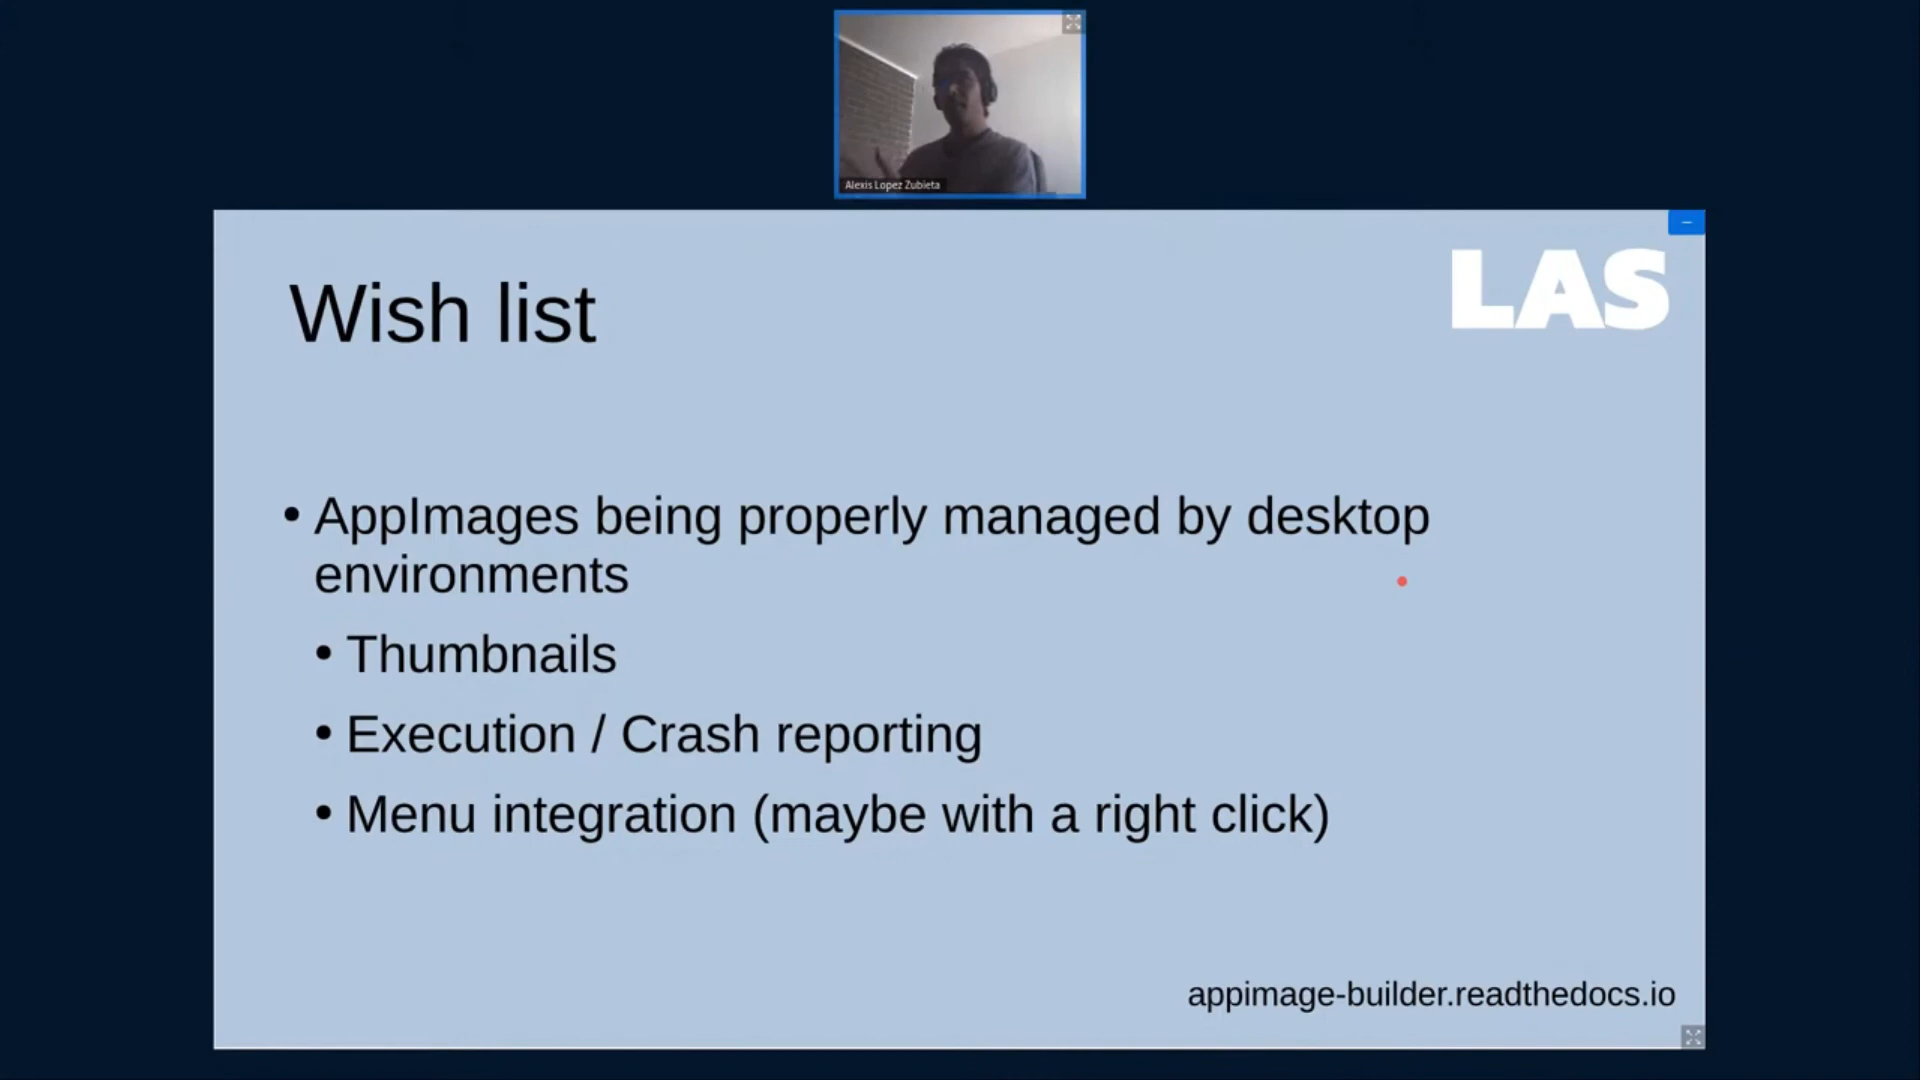 Alexis Lopez Zubieta
LAS
Wish list
• AppImages being properly managed by desktop
environments
• Thumbnails
• Execution / Crash reporting
• Menu integration (maybe with a right click)
appimage-builder.readthedocs.io